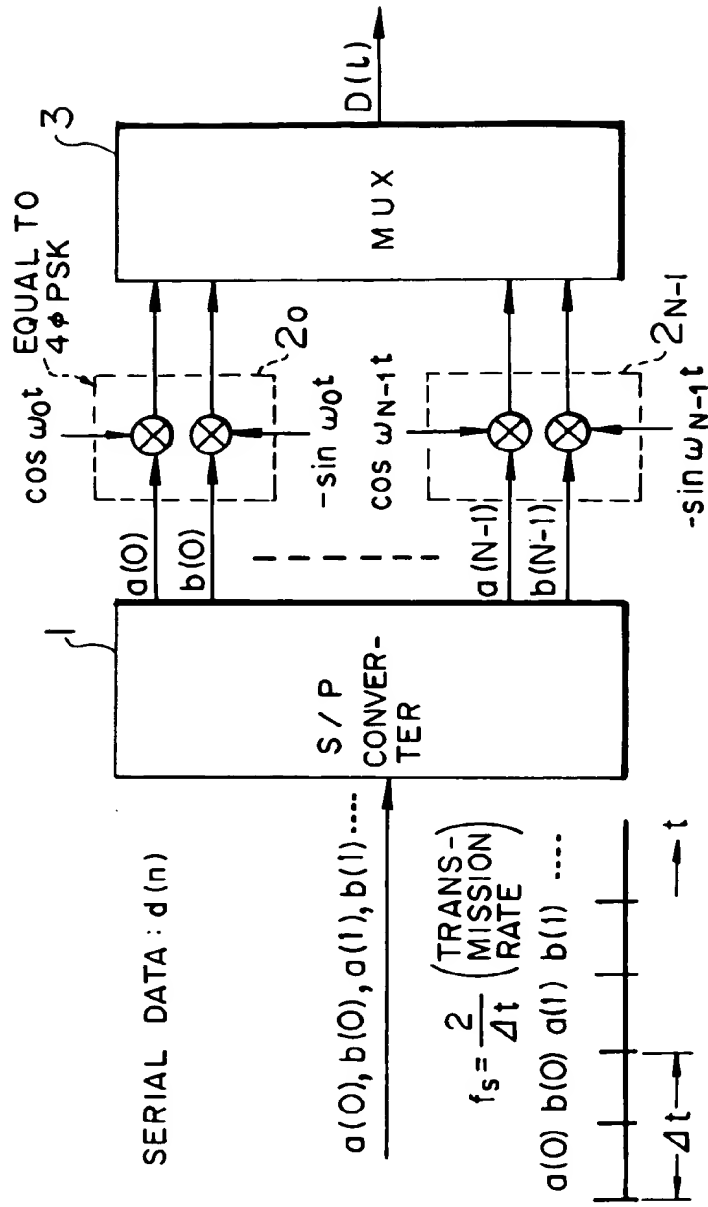 SERIAL DATA : d(n)
a(0), b(0), a(1), b(1)····
fs = 2/Δt (TRANS-
MISSION
RATE)
a(0) b(0) a(1) b(1) ····
Δt
t
1
S / P
CONVER-
TER
a(0)
b(0)
a(N-1)
b(N-1)
cos ω0t
-sin ω0t
cos ωN-1t
-sin ωN-1t
EQUAL TO
4φPSK
20
2N-1
3
MUX
D(t)